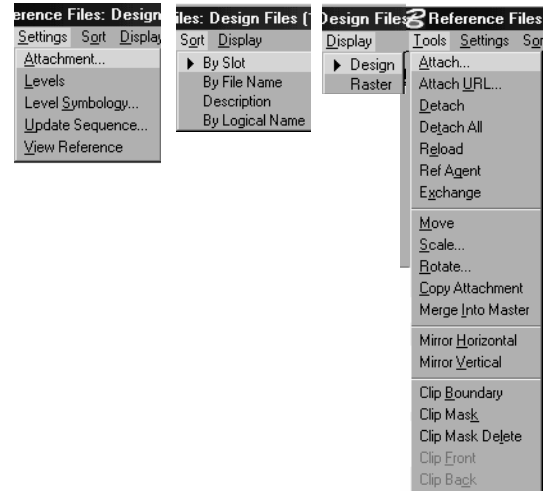 erence Files: Design
Settings Sort Display
Attachment...
Levels
Level Symbology...
Update Sequence...
View Reference
iles: Design Files (
Sort Display
By Slot
By File Name
Description
By Logical Name
Design Files
Display
Design
Raster
Reference Files
Tools Settings Sor
Attach...
Attach URL...
Detach
Detach All
Reload
Ref Agent
Exchange
Move
Scale...
Rotate...
Copy Attachment
Merge Into Master
Mirror Horizontal
Mirror Vertical
Clip Boundary
Clip Mask
Clip Mask Delete
Clip Front
Clip Back